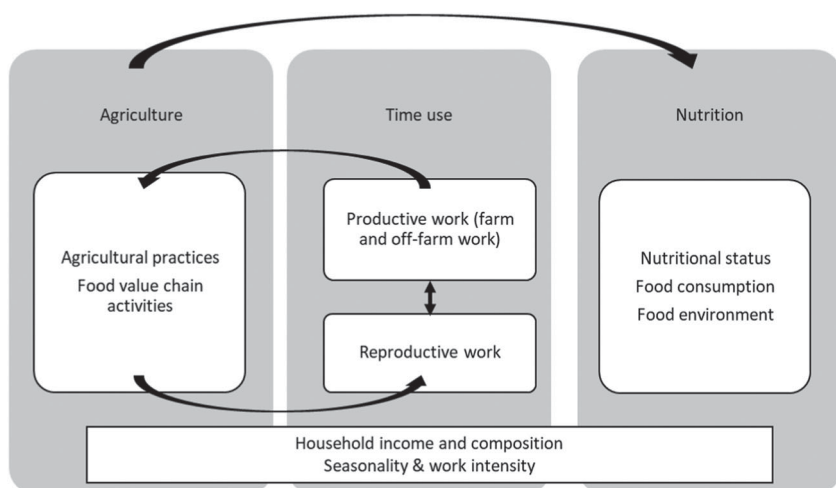 Agriculture
Time use
Nutrition
Agricultural practices
Food value chain
activities
Productive work (farm
and off-farm work)
Reproductive work
Nutritional status
Food consumption
Food environment
Household income and composition
Seasonality & work intensity